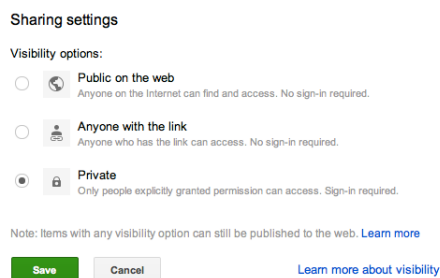 Sharing settings
Visibility options:
Public on the web
Anyone on the Internet can find and access. No sign-in required.
Anyone with the link
Anyone who has the link can access. No sign-in required.
Private
Only people explicitly granted permission can access. Sign-in required.
Note: Items with any visibility option can still be published to the web. Learn more
Save Cancel Learn more about visibility